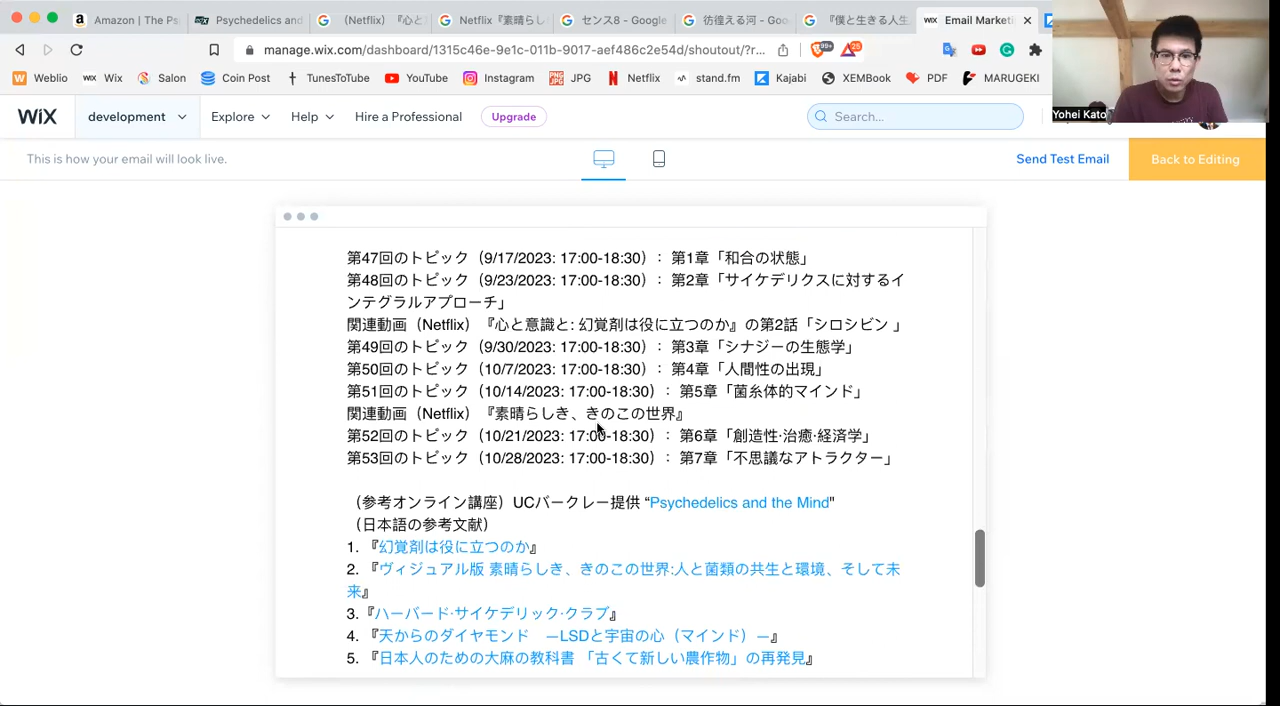 Amazon | The Ps
Psychedelics and
(Netflix) 『心と
Netflix『素晴らし
センス8 - Google
彷徨える河 - Goo
『僕と生きる人生
WiX Email Marketi
manage.wix.com/dashboard/1315c46e-9e1c-011b-9017-aef486c2e54d/shoutout/?r...
99+
25
Weblio
WiX Wix
Salon
Coin Post
TunesToTube
YouTube
Instagram
JPG
Netflix
stand.fm
Kajabi
XEMBook
PDF
MARUGEKI
Yohei Kato
WiX
development
Explore
Help
Hire a Professional
Upgrade
Search...
This is how your email will look live.
Send Test Email
Back to Editing
第47回のトピック（9/17/2023: 17:00-18:30）： 第1章「和合の状態」
第48回のトピック（9/23/2023: 17:00-18:30）： 第2章「サイケデリクスに対するイ
ンテグラルアプローチ」
関連動画（Netflix）『心と意識と: 幻覚剤は役に立つのか』の第2話「シロシビン 」
第49回のトピック（9/30/2023: 17:00-18:30）： 第3章「シナジーの生態学」
第50回のトピック（10/7/2023: 17:00-18:30）： 第4章「人間性の出現」
第51回のトピック（10/14/2023: 17:00-18:30）： 第5章「菌糸体的マインド」
関連動画（Netflix）『素晴らしき、きのこの世界』
第52回のトピック（10/21/2023: 17:00-18:30）： 第6章「創造性·治癒·経済学」
第53回のトピック（10/28/2023: 17:00-18:30）： 第7章「不思議なアトラクター」
（参考オンライン講座）UCバークレー提供 “Psychedelics and the Mind"
（日本語の参考文献）
1. 『幻覚剤は役に立つのか』
2. 『ヴィジュアル版 素晴らしき、きのこの世界:人と菌類の共生と環境、そして未
来』
3.『ハーバード·サイケデリック·クラブ』
4. 『天からのダイヤモンド　—LSDと宇宙の心（マインド）—』
5. 『日本人のための大麻の教科書 「古くて新しい農作物」の再発見』